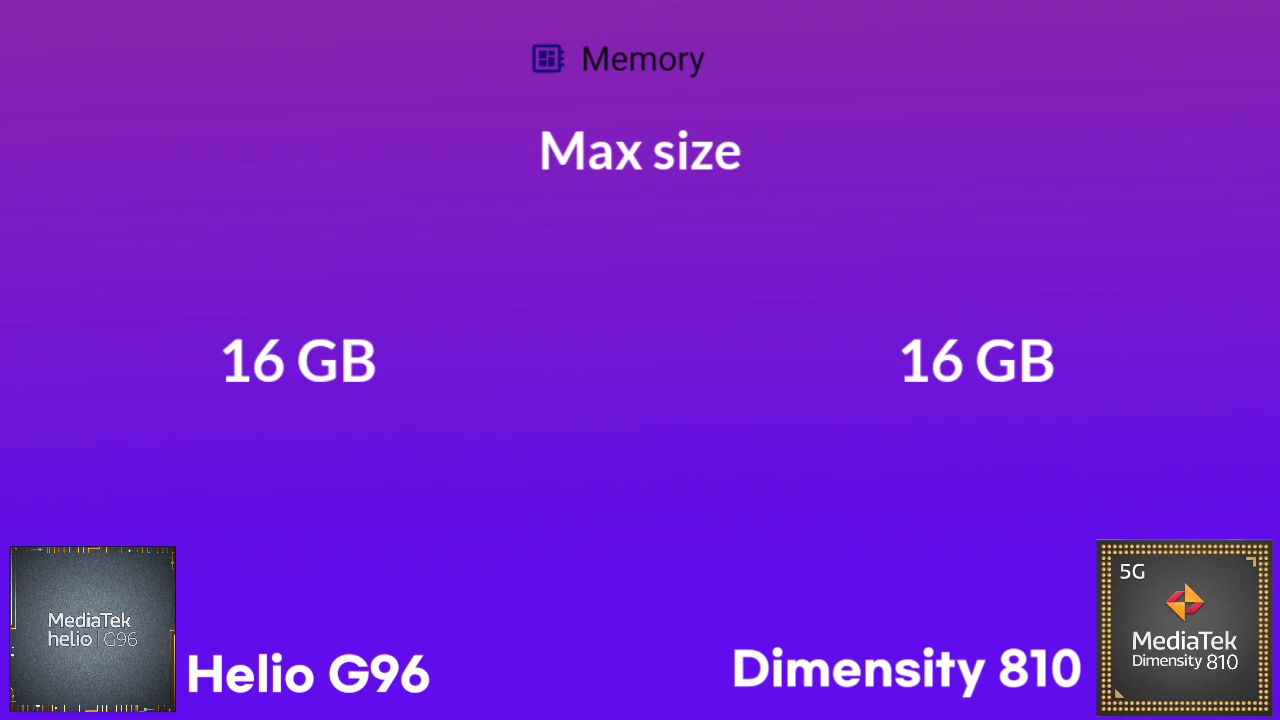 Memory
Max size
16 GB
16 GB
MediaTek
helio G96
Helio G96
Dimensity 810
5G
MediaTek
Dimensity 810